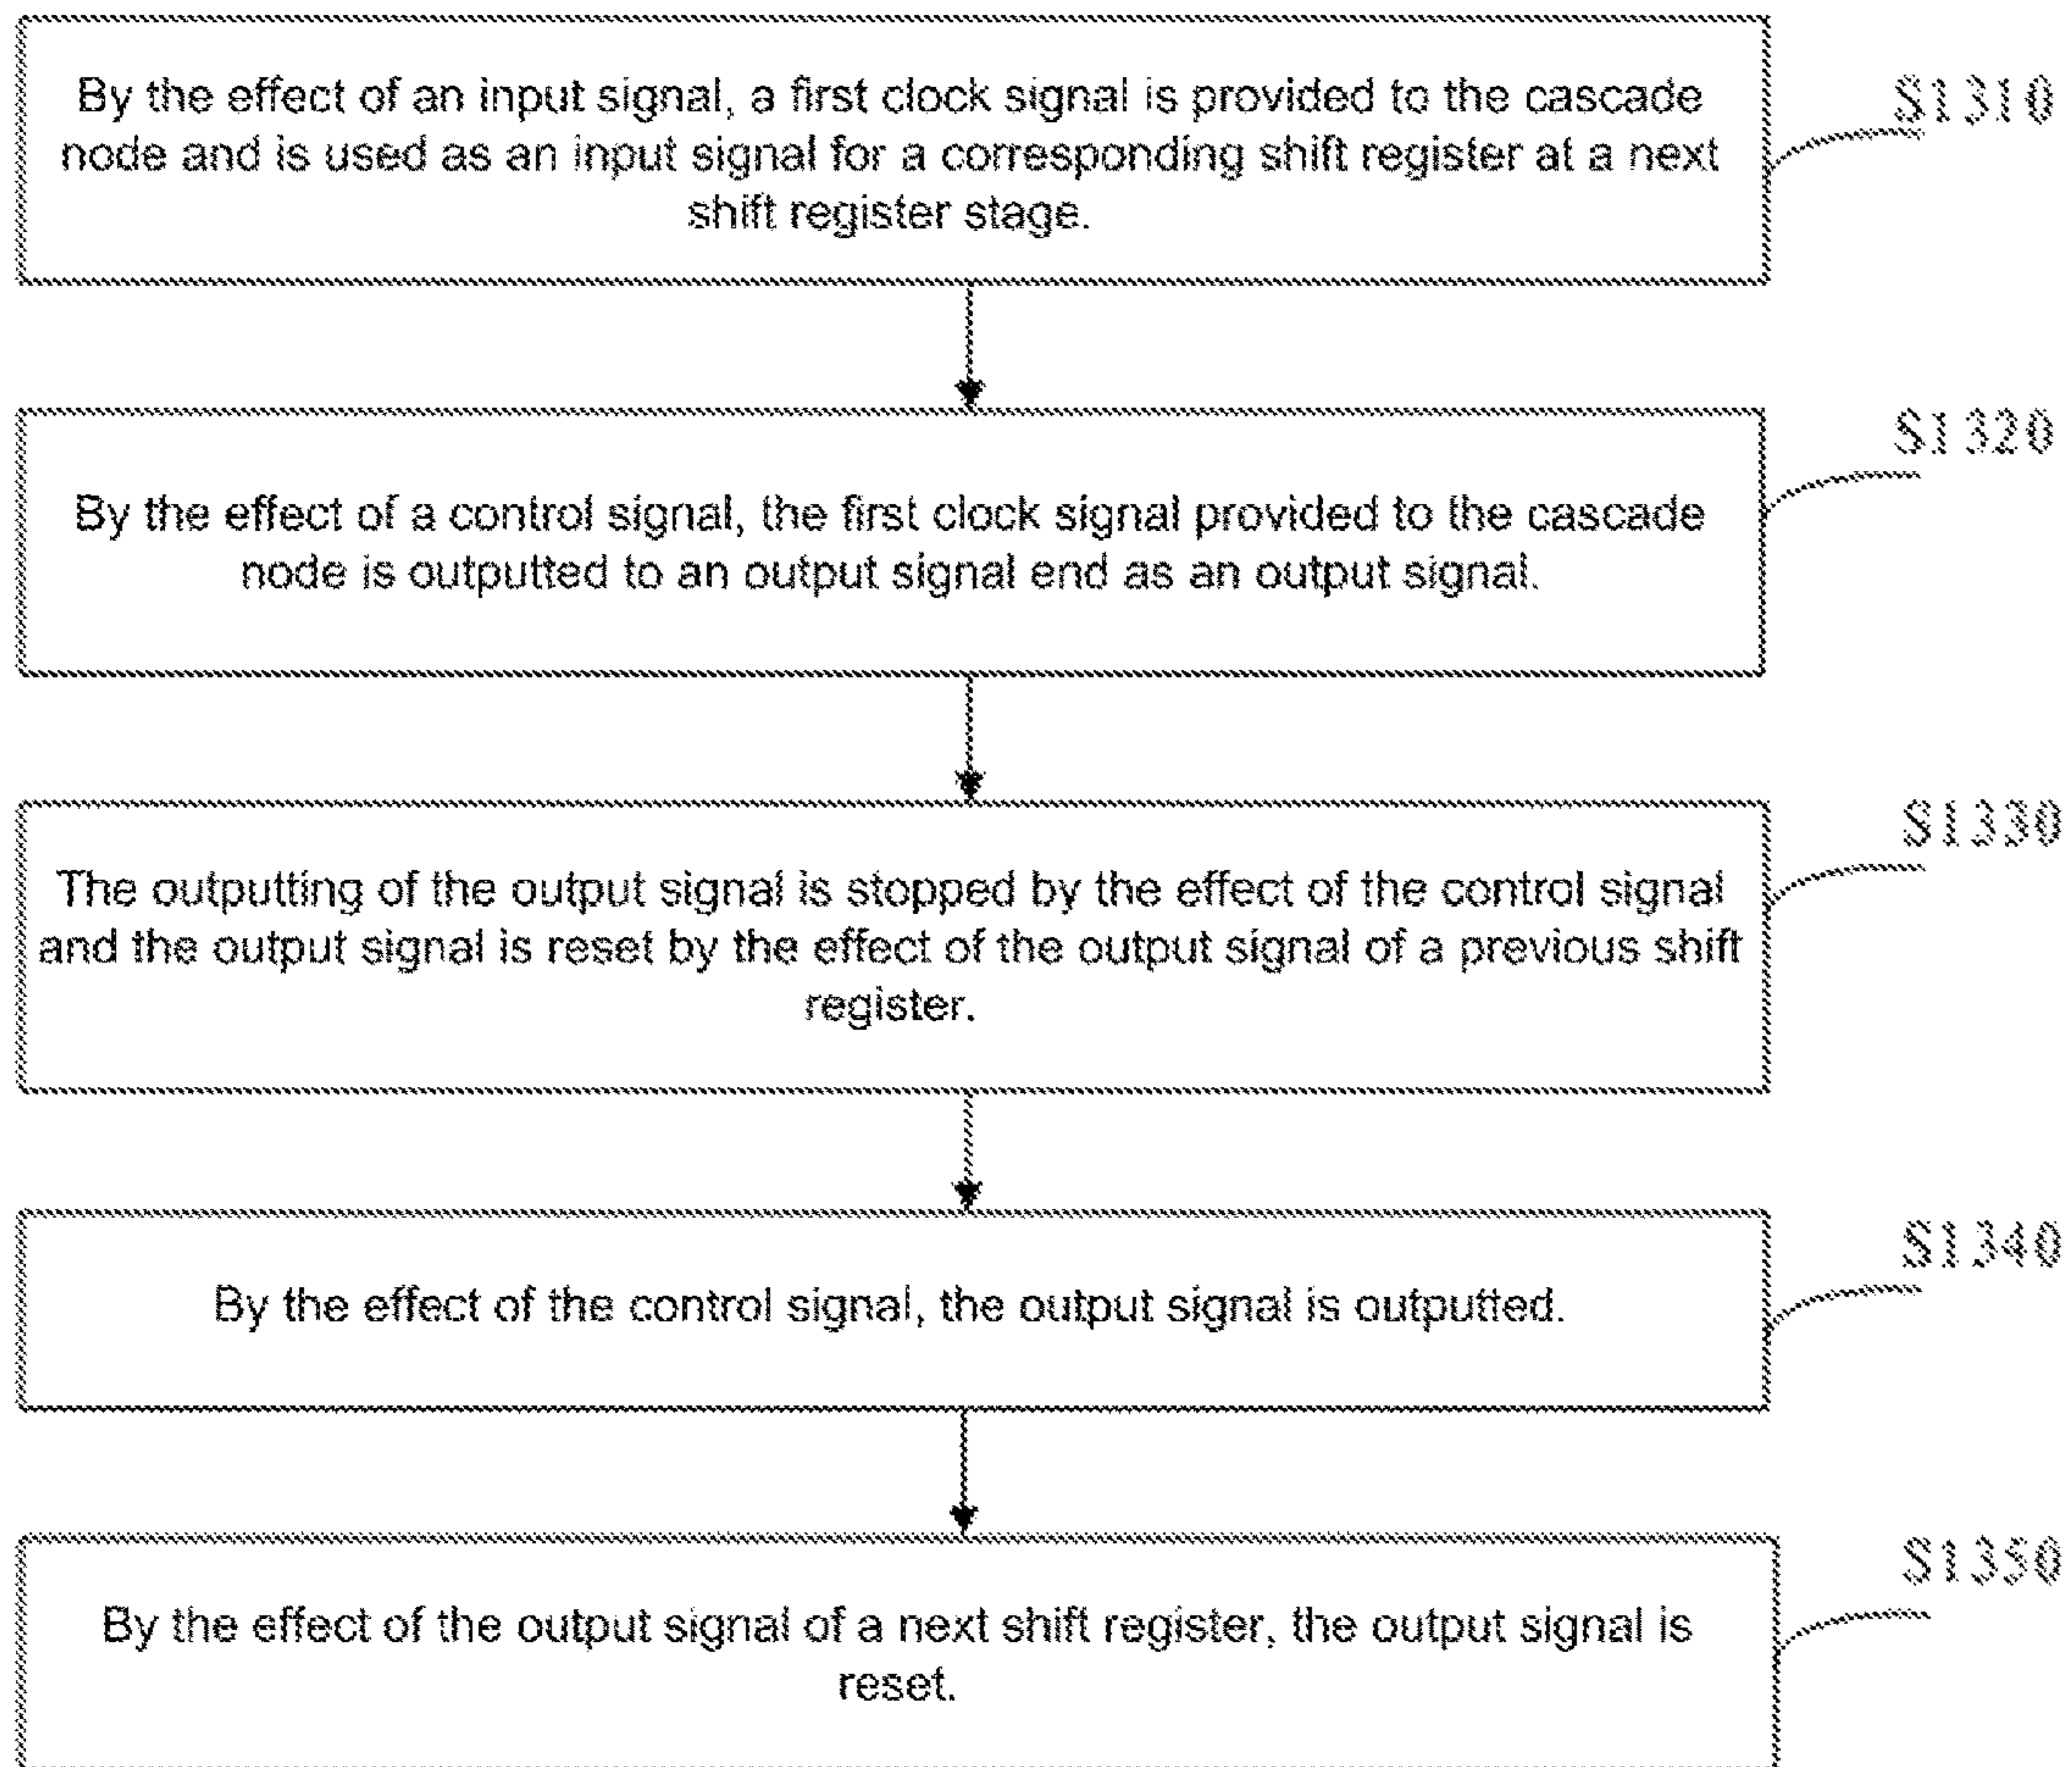 By the effect of an input signal, a first clock signal is provided to the cascade
node and is used as an input signal for a corresponding shift register at a next
shift register stage.
S1310
By the effect of a control signal, the first clock signal provided to the cascade
node is outputted to an output signal end as an output signal.
S1320
The outputting of the output signal is stopped by the effect of the control signal
and the output signal is reset by the effect of the output signal of a previous shift
register.
S1330
By the effect of the control signal, the output signal is outputted.
S1340
By the effect of the output signal of a next shift register, the output signal is
reset.
S1350